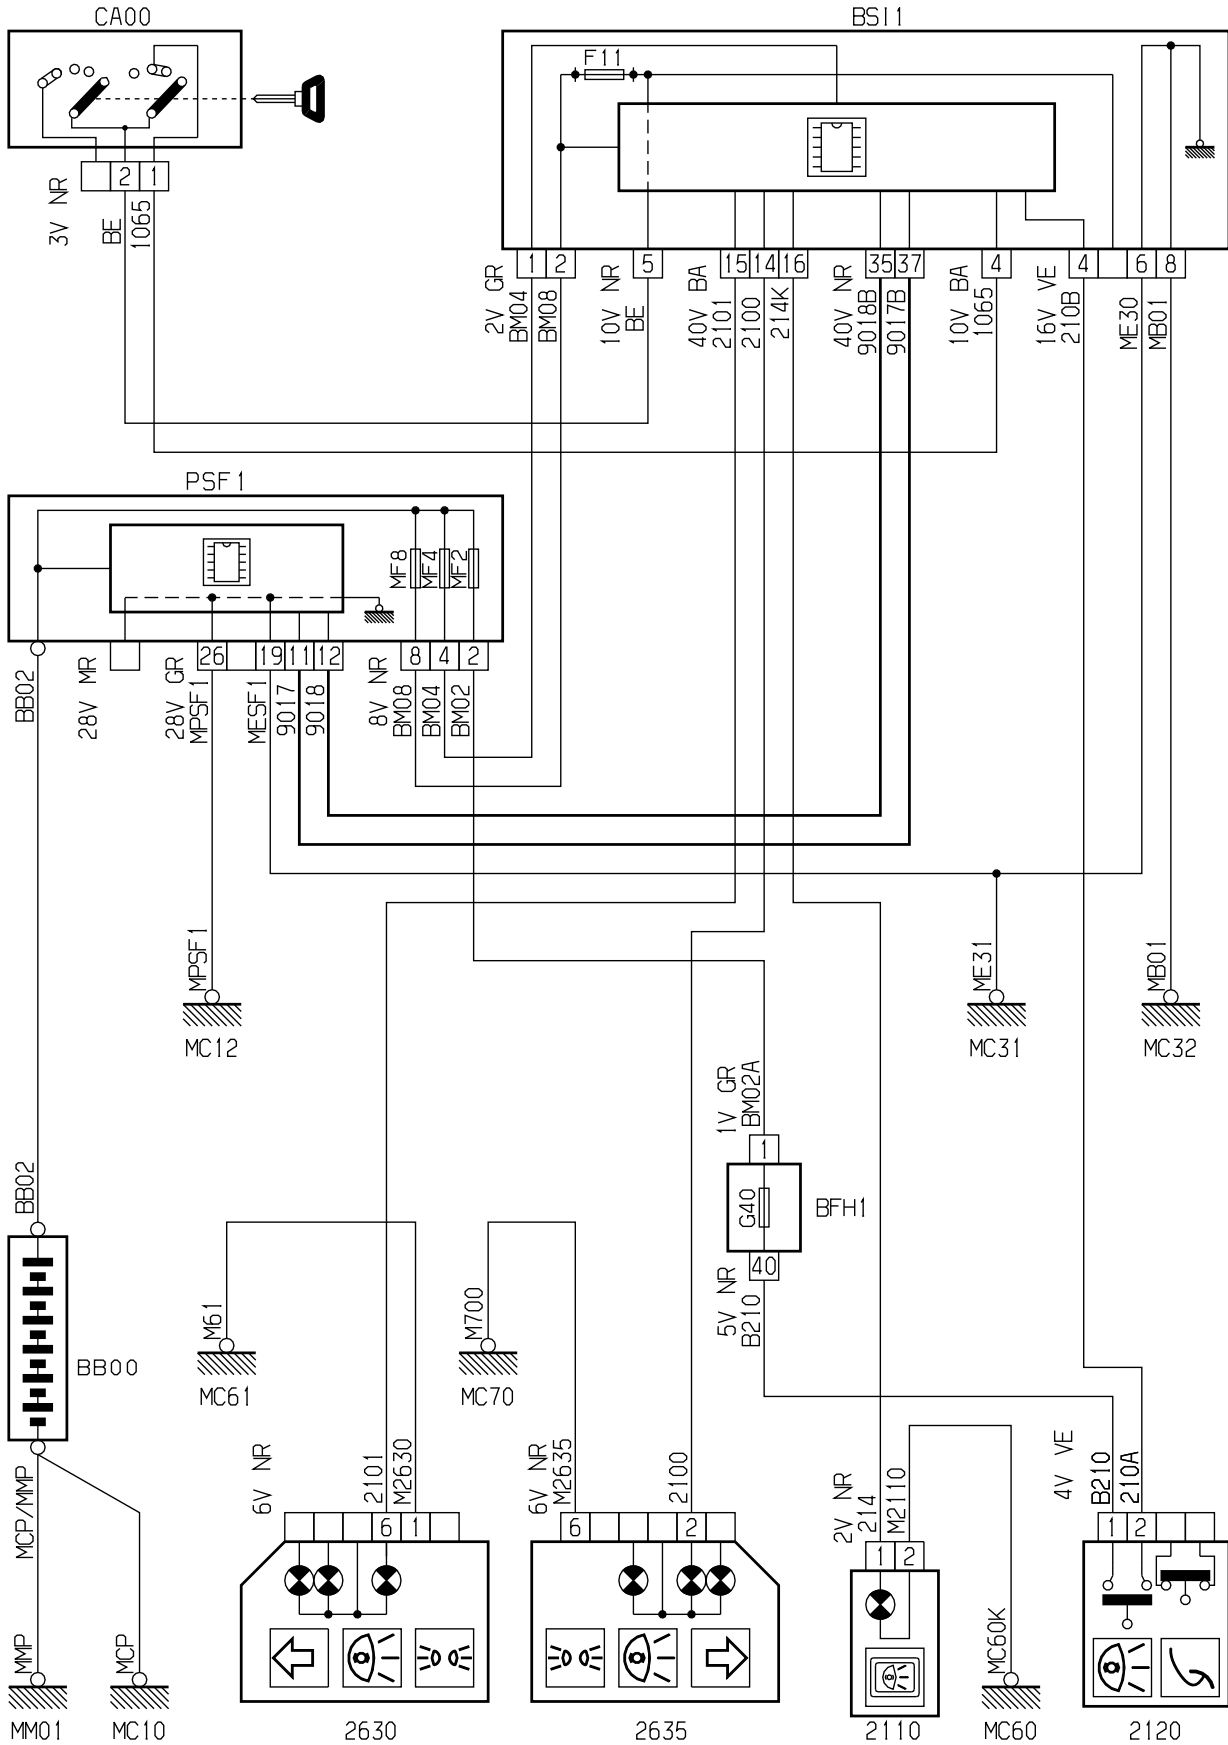 CA00
BSI1
F11
2 1
3V NR
BE
1065
1 2 5 15 14 16 35 37 4 4 6 8
2V GR
BM04
BM08
10V NR
BE
40V BA
2101
2100
214K
40V NR
9018B
9017B
10V BA
1065
16V VE
210B
ME30
MB01
PSF1
MF8
MF4
MF2
26 19 11 12 8 4 2
BB02
28V MR
28V GR
MPSF1
MESF1
9017
9018
8V NR
BM08
BM04
BM02
MPSF1
ME31
MB01
MC12
MC31
MC32
1V GR
BM02A
1
BB02
G40
BFH1
40
5V NR
B210
M61
M700
BB00
MC61
MC70
MCP/MMP
6V NR
2101
M2630
6V NR
M2635
2100
2V NR
214
M2110
4V VE
B210
210A
6 1
6 2
1 2
1 2
MMP
MCP
MC60K
MM01
MC10
2630
2635
2110
MC60
2120